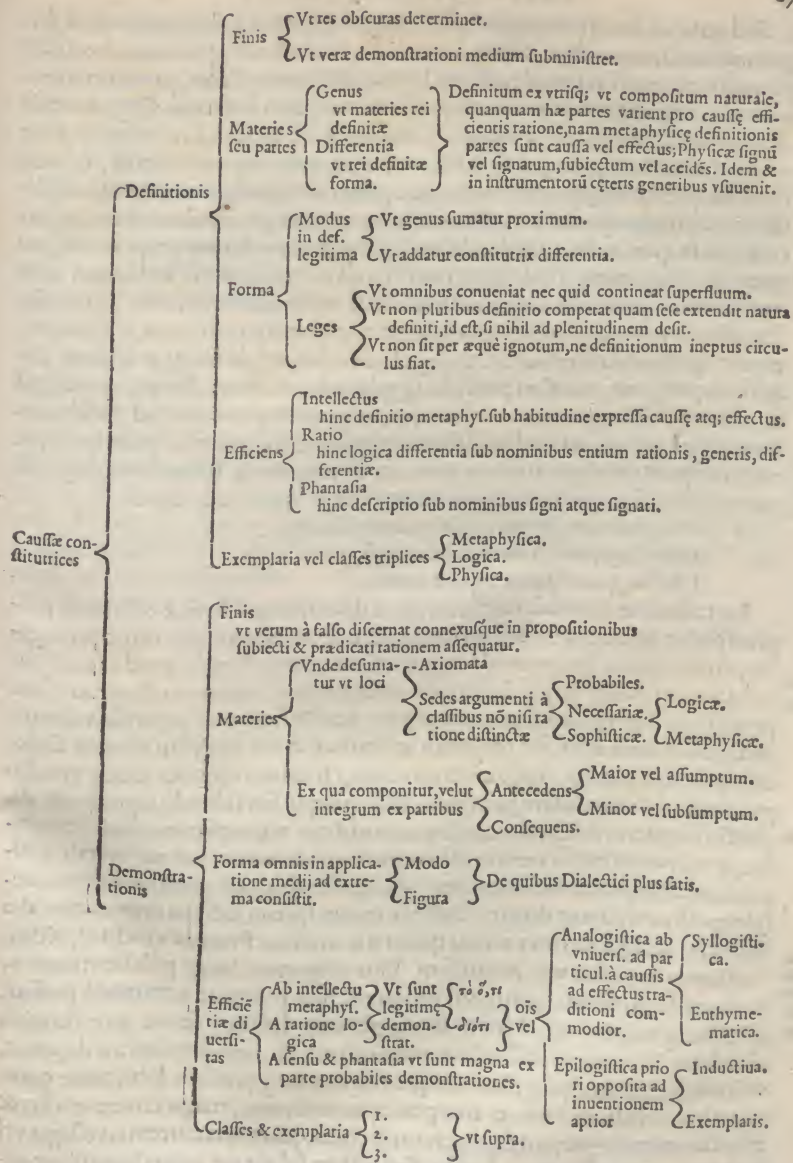 Finis
Vt res obſcuras determinet.
Vt veræ demonſtrationi medium ſubminiſtret.
Definitionis
Materies
ſeu partes
Genus
vt materies rei
definitæ
Differentia
vt rei definitæ
forma.
Definitum ex vtriſq; vt compoſitum naturale,
quanquam hæ partes varient pro cauſſę effi-
cientis ratione, nam metaphyſicę definitionis
partes ſunt cauſſa vel effectus; Phyſicæ ſignū
vel ſignatum, ſubiectum vel accidēs. Idem &
in inſtrumentorū cęteris generibus vſuuenit.
Forma
Modus
in def.
legitima
Vt genus ſumatur proximum.
Vt addatur conſtitutrix differentia.
Leges
Vt omnibus conueniat nec quid contineat ſuperfluum.
Vt non pluribus definitio competat quam ſeſe extendit natura
definiti, id eſt, ſi nihil ad plenitudinem deſit.
Vt non ſit per æquè ignotum, ne definitionum ineptus circu-
lus fiat.
Efficiens
Intellectus
hinc definitio metaphyſ. ſub habitudine expreſſa cauſſę atq; effectus.
Ratio
hinc logica differentia ſub nominibus entium rationis, generis, dif-
ferentiæ.
Phantaſia
hinc deſcriptio ſub nominibus ſigni atque ſignati.
Exemplaria vel claſſes triplices
Metaphyſica.
Logica.
Phyſica.
Cauſſæ con-
ſtitutrices
Demonſtra-
tionis
Finis
vt verum à falſo diſcernat connexuſque in propoſitionibus
ſubiecti & prædicati rationem aſſequatur.
Materies
Vnde deſuma-
tur vt loci
Axiomata
Sedes argumenti à
claſſibus nō niſi ra
tione diſtinctæ
Probabiles.
Neceſſariæ.
Sophiſticæ.
Logicæ.
Metaphyſicæ.
Ex qua componitur, velut
integrum ex partibus
Antecedens
Maior vel aſſumptum.
Minor vel ſubſumptum.
Conſequens.
Forma omnis in applica-
tione medij ad extre-
ma conſiſtit.
Modo
Figura
De quibus Dialectici plus ſatis.
Efficiē
tiæ di
uerſi-
tas
Ab intellectu
metaphyſ.
A ratione lo-
gica
Vt ſunt
legitimę
demon-
ſtrat.
τὸ ὅ,τι
διότι
oīs
vel
A ſenſu & phantaſia vt ſunt magna ex
parte probabiles demonſtrationes.
Analogiſtica ab
vniuerſ. ad par
ticul. à cauſſis
ad effectus tra-
ditioni com-
modior.
Syllogiſti-
ca.
Enthyme-
matica.
Epilogiſtica prio
ri oppoſita ad
inuentionem
aptior
Inductiua.
Exemplaris.
Claſſes, & exemplaria
1.
2.
3.
vt ſupra.